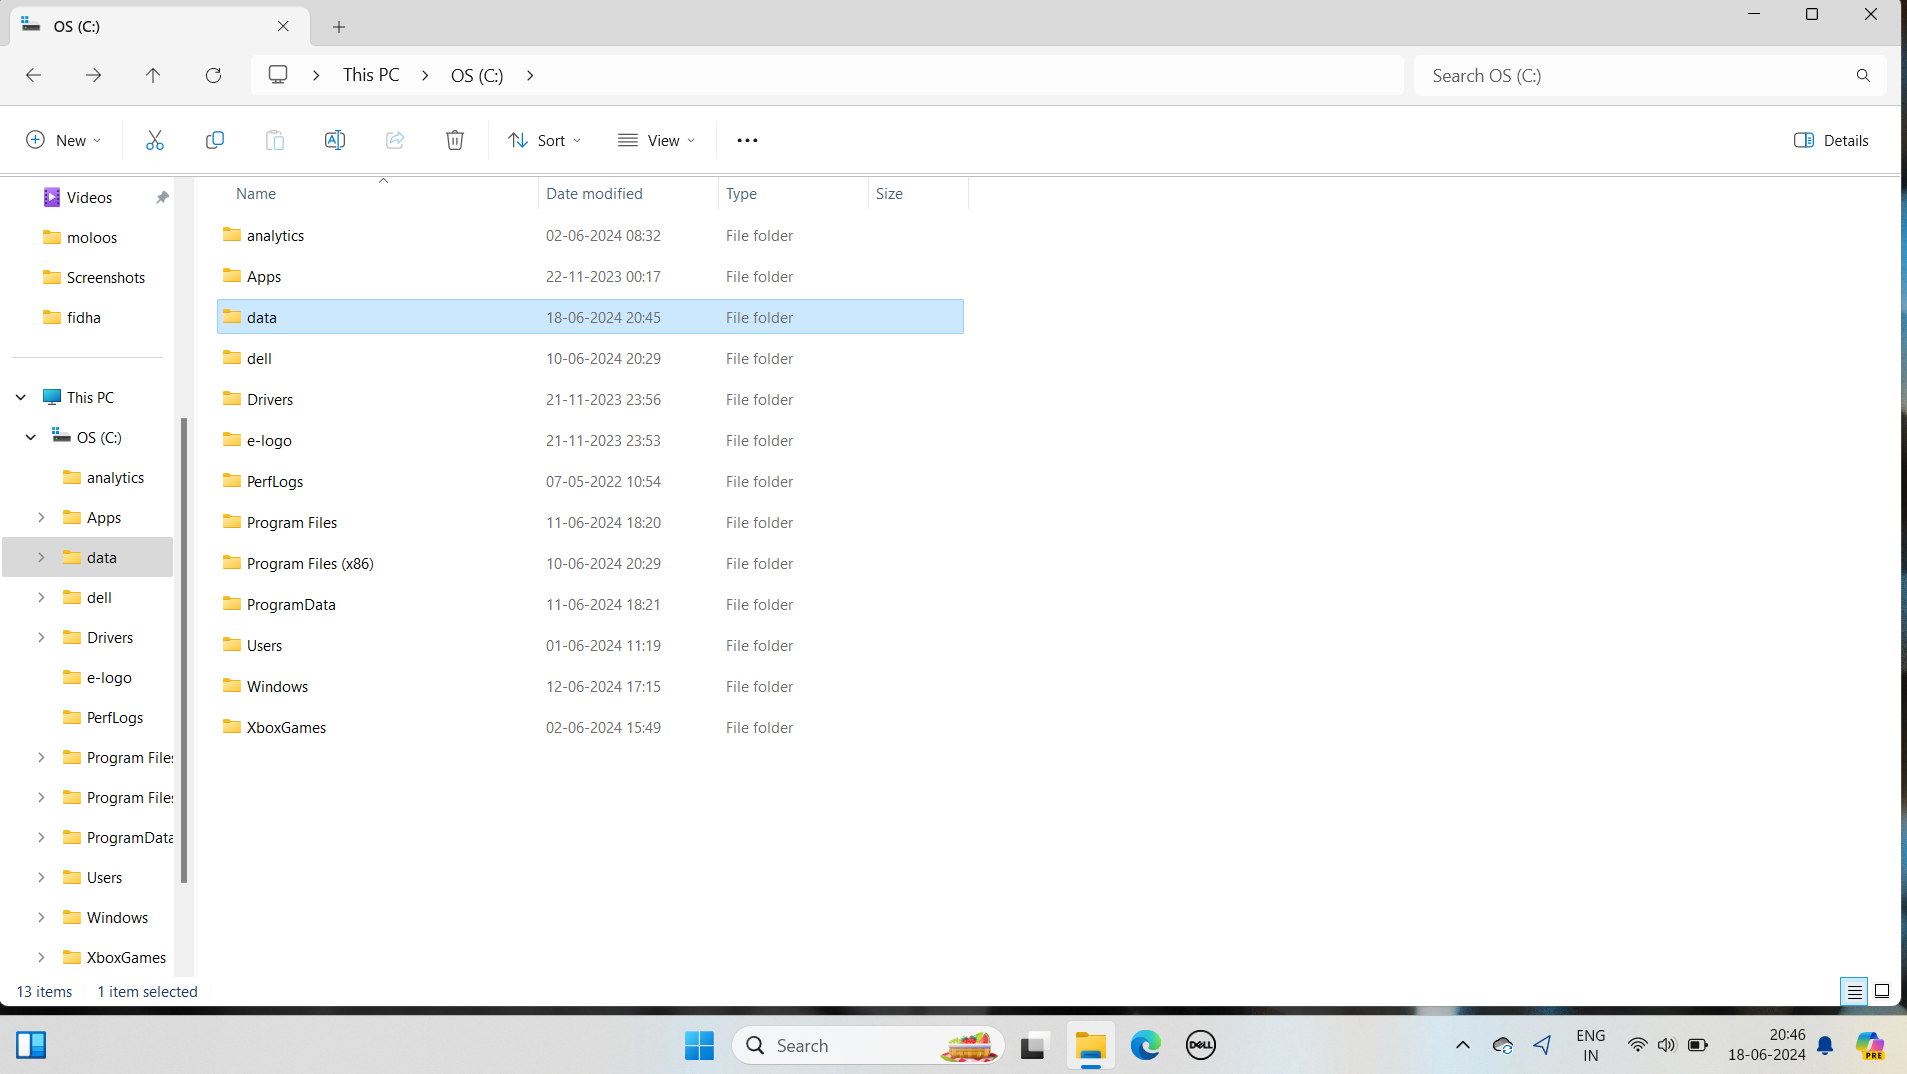 OS (C:)
This PC
OS (C:)
Search OS (C:)
New
Sort
View
Details
Videos
moloos
Screenshots
fidha
This PC
OS (C:)
analytics
Apps
data
dell
Drivers
e-logo
PerfLogs
Program Files
Program Files
ProgramData
Users
Windows
XboxGames
Name Date modified Type Size
analytics 02-06-2024 08:32 File folder
Apps 22-11-2023 00:17 File folder
data 18-06-2024 20:45 File folder
dell 10-06-2024 20:29 File folder
Drivers 21-11-2023 23:56 File folder
e-logo 21-11-2023 23:53 File folder
PerfLogs 07-05-2022 10:54 File folder
Program Files 11-06-2024 18:20 File folder
Program Files (x86) 10-06-2024 20:29 File folder
ProgramData 11-06-2024 18:21 File folder
Users 01-06-2024 11:19 File folder
Windows 12-06-2024 17:15 File folder
XboxGames 02-06-2024 15:49 File folder
13 items 1 item selected
Search
DELL
ENG
IN
20:46
18-06-2024
PRE